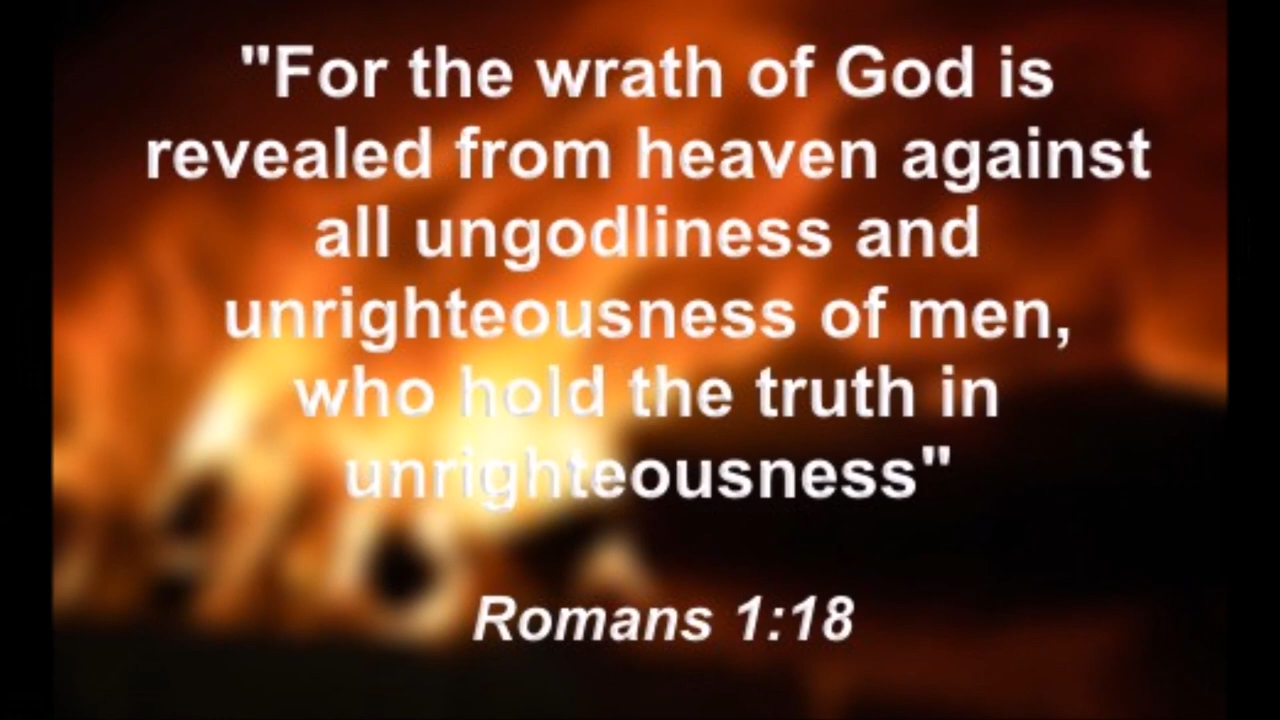 "For the wrath of God is
revealed from heaven against
all ungodliness and
unrighteousness of men,
who hold the truth in
unrighteousness"
Romans 1:18